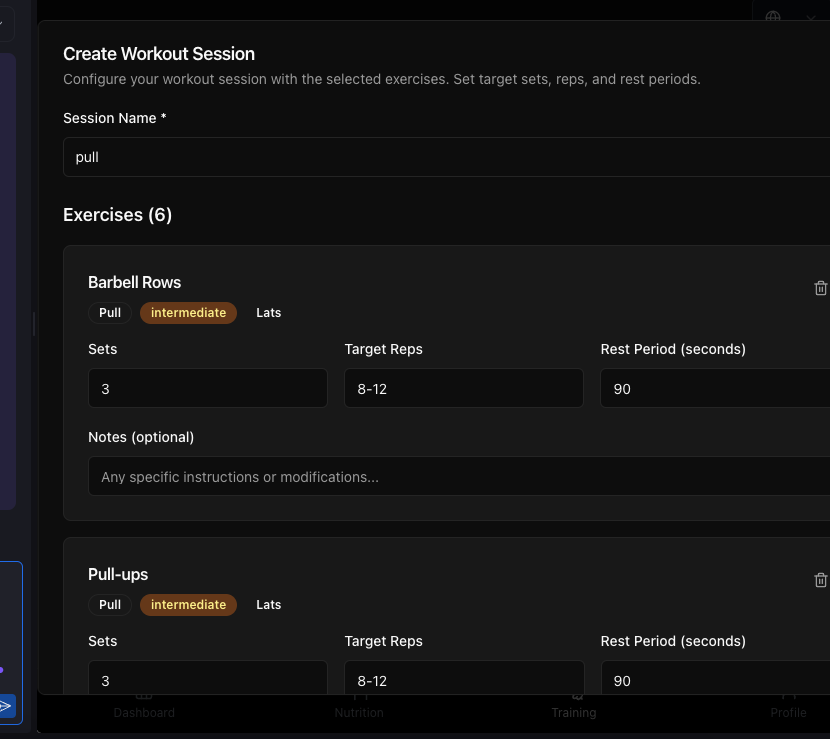 Create Workout Session
Configure your workout session with the selected exercises. Set target sets, reps, and rest periods.
Session Name *
pull
Exercises (6)
Barbell Rows
Pull intermediate Lats
Sets Target Reps Rest Period (seconds)
3 8-12 90
Notes (optional)
Any specific instructions or modifications...
Pull-ups
Pull intermediate Lats
Sets Target Reps Rest Period (seconds)
3 8-12 90
Dashboard Nutrition Training Profile